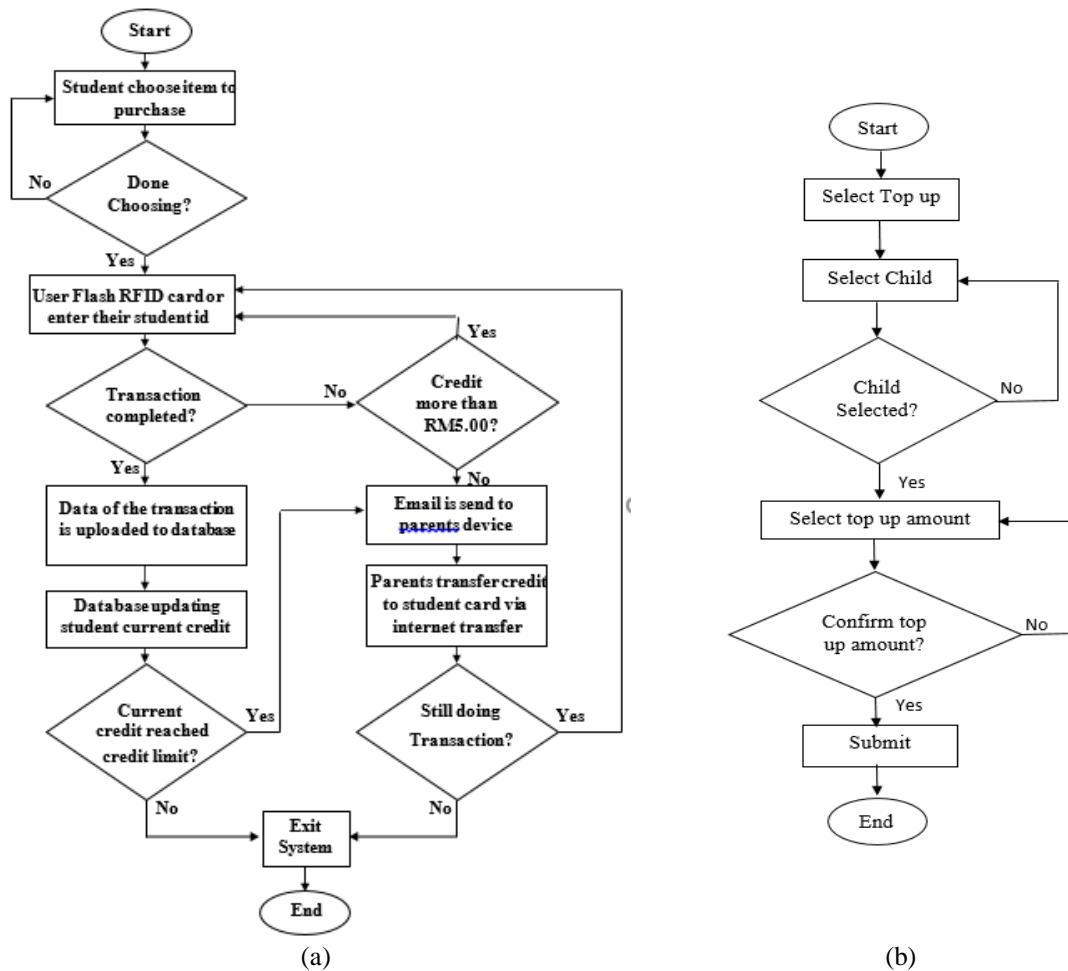 Start
Student choose item to
purchase
No
Done
Choosing?
Yes
User Flash RFID card or
enter their student id
Yes
Transaction
completed?
No
Credit
more than
RM5.00?
Yes
No
Data of the transaction
is uploaded to database
Email is send to
parents device
Database updating
student current credit
Parents transfer credit
to student card via
internet transfer
Current
credit reached
credit limit?
Yes
Still doing
Transaction?
Yes
No
No
Exit
System
End
(a)
Start
Select Top up
Select Child
Child
Selected?
No
Yes
Select top up amount
Confirm top
up amount?
No
Yes
Submit
End
(b)